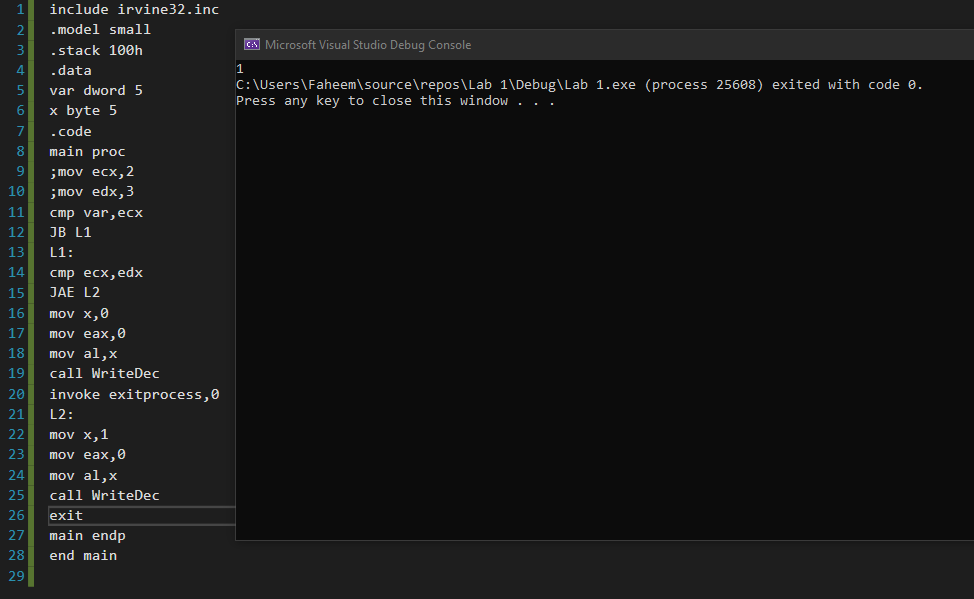 1 include irvine32.inc
2 .model small
3 .stack 100h
4 .data
5 var dword 5
6 x byte 5
7 .code
8 main proc
9 ;mov ecx,2
10 ;mov edx,3
11 cmp var,ecx
12 JB L1
13 L1:
14 cmp ecx,edx
15 JAE L2
16 mov x,0
17 mov eax,0
18 mov al,x
19 call WriteDec
20 invoke exitprocess,0
21 L2:
22 mov x,1
23 mov eax,0
24 mov al,x
25 call WriteDec
26 exit
27 main endp
28 end main
29
C:\ Microsoft Visual Studio Debug Console
1
C:\Users\Faheem\source\repos\Lab 1\Debug\Lab 1.exe (process 25608) exited with code 0.
Press any key to close this window . . .